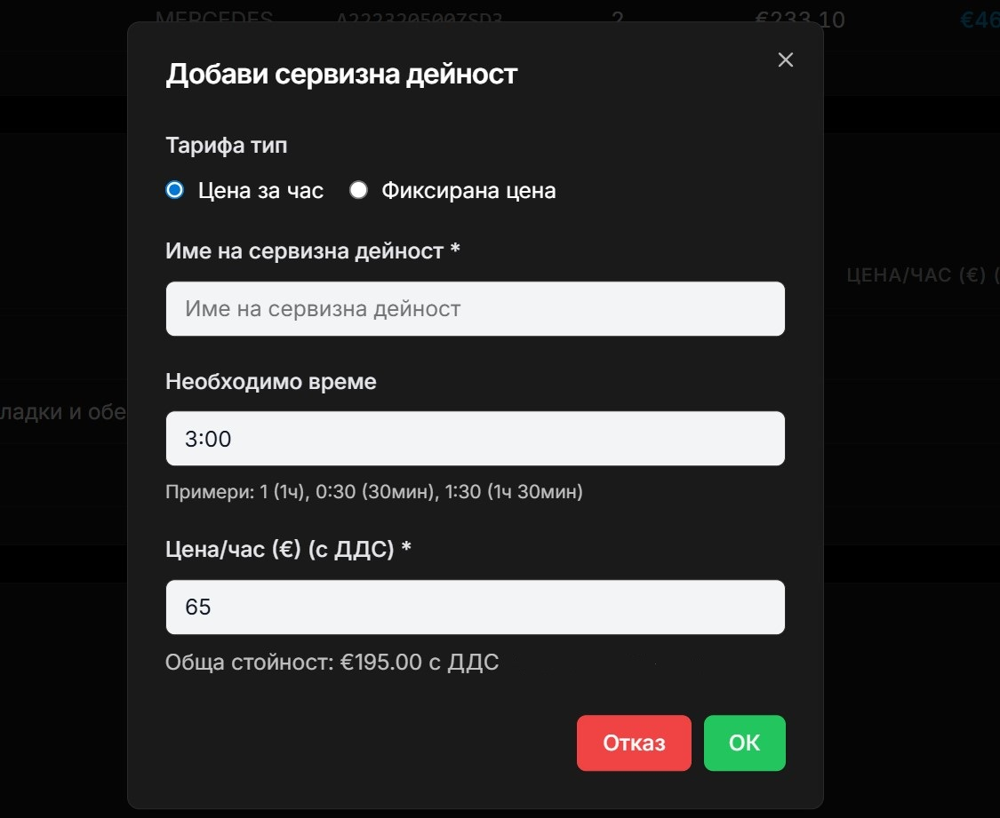 MERCEDES A222320500ZSD3 2 €233.10 €46
Добави сервизна дейност
Тарифа тип
Цена за час Фиксирана цена
Име на сервизна дейност *
ЦЕНА/ЧАС (€) (
Име на сервизна дейност
Необходимо време
ладки и обе
3:00
Примери: 1 (1ч), 0:30 (30мин), 1:30 (1ч 30мин)
Цена/час (€) (с ДДС) *
65
Обща стойност: €195.00 с ДДС
Отказ OK